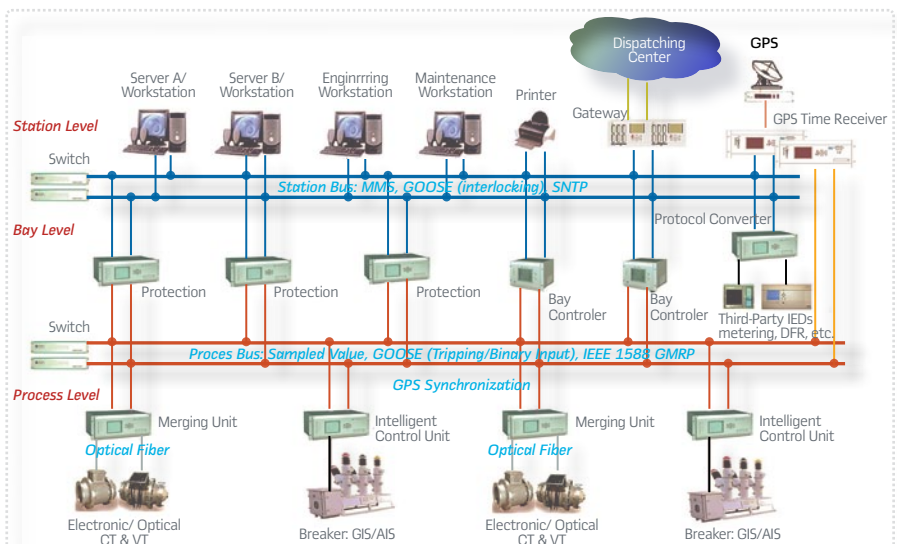 Dispatching
Center
GPS
Server A/
Workstation
Server B/
Workstation
Enginrrring
Workstation
Maintenance
Workstation
Printer
Gateway
GPS Time Receiver
Station Level
Switch
Station Bus: MMS, GOOSE (interlocking), SNTP
Bay Level
Protocol Converter
Protection
Protection
Protection
Bay
Controler
Bay
Controler
Third-Party IEDs
metering, DFR, etc.
Switch
Proces Bus: Sampled Value, GOOSE (Tripping/Binary Input), IEEE 1588 GMRP
GPS Synchronization
Process Level
Merging Unit
Intelligent
Control Unit
Merging Unit
Intelligent
Control Unit
Optical Fiber
Optical Fiber
Electronic/ Optical
CT & VT
Breaker: GIS/AIS
Electronic/ Optical
CT & VT
Breaker: GIS/AIS